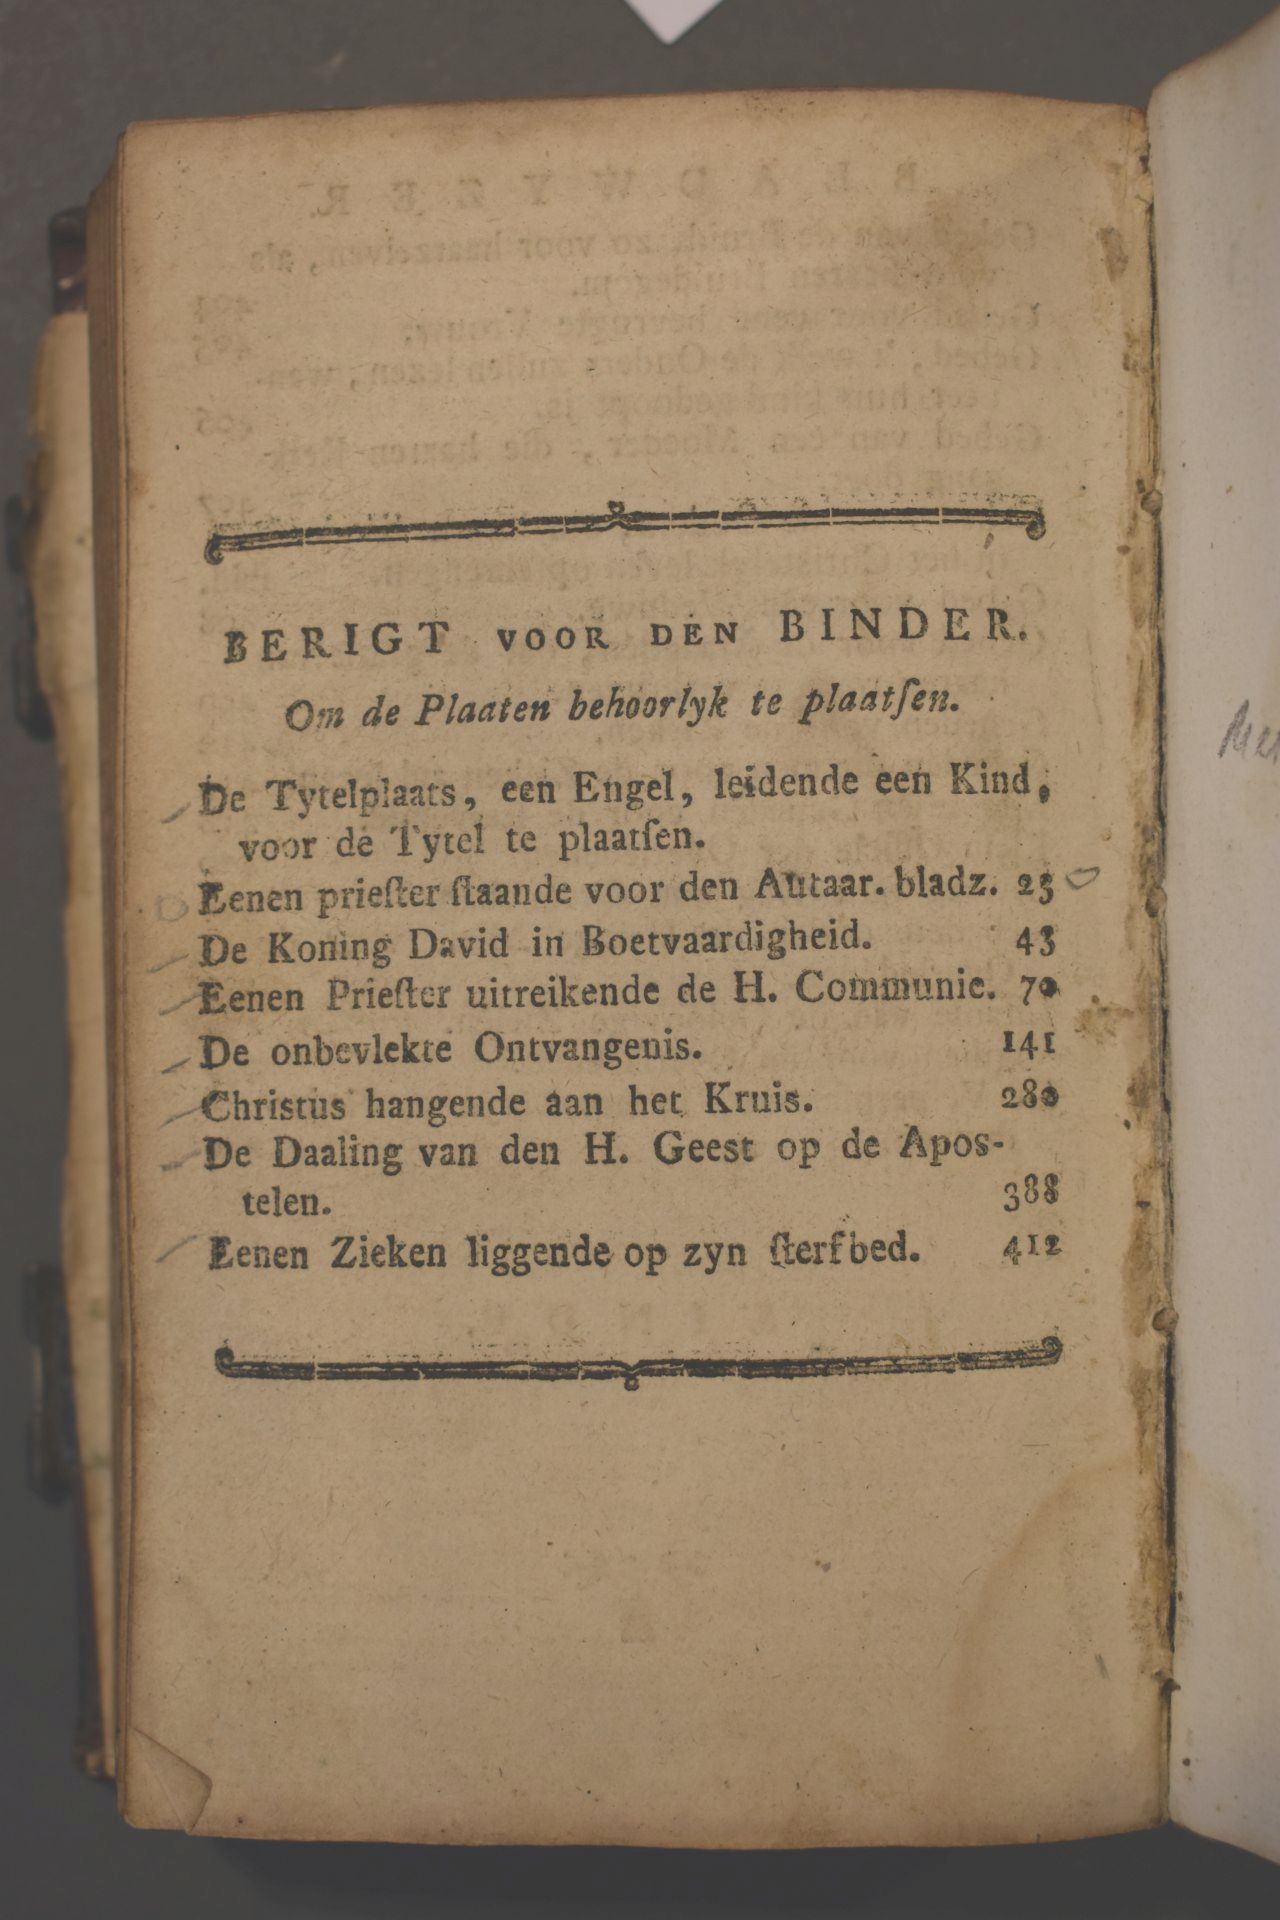 BERIGT VOOR DEN BINDER.
Om de Plaaten behoorlyk te plaatſen.
De Tytelplaats, een Engel, leidende een Kind,
voor de Tytel te plaatſen.
Eenen prieſter ſtaande voor den Autaar. bladz. 23
De Koning David in Boetvaardigheid. 43
Eenen Prieſter uitreikende de H. Communie. 70
De onbevlekte Ontvangenis. 141
Christus hangende aan het Kruis. 280
De Daaling van den H. Geest op de Apos-
telen. 388
Eenen Zieken liggende op zyn ſterfbed. 412